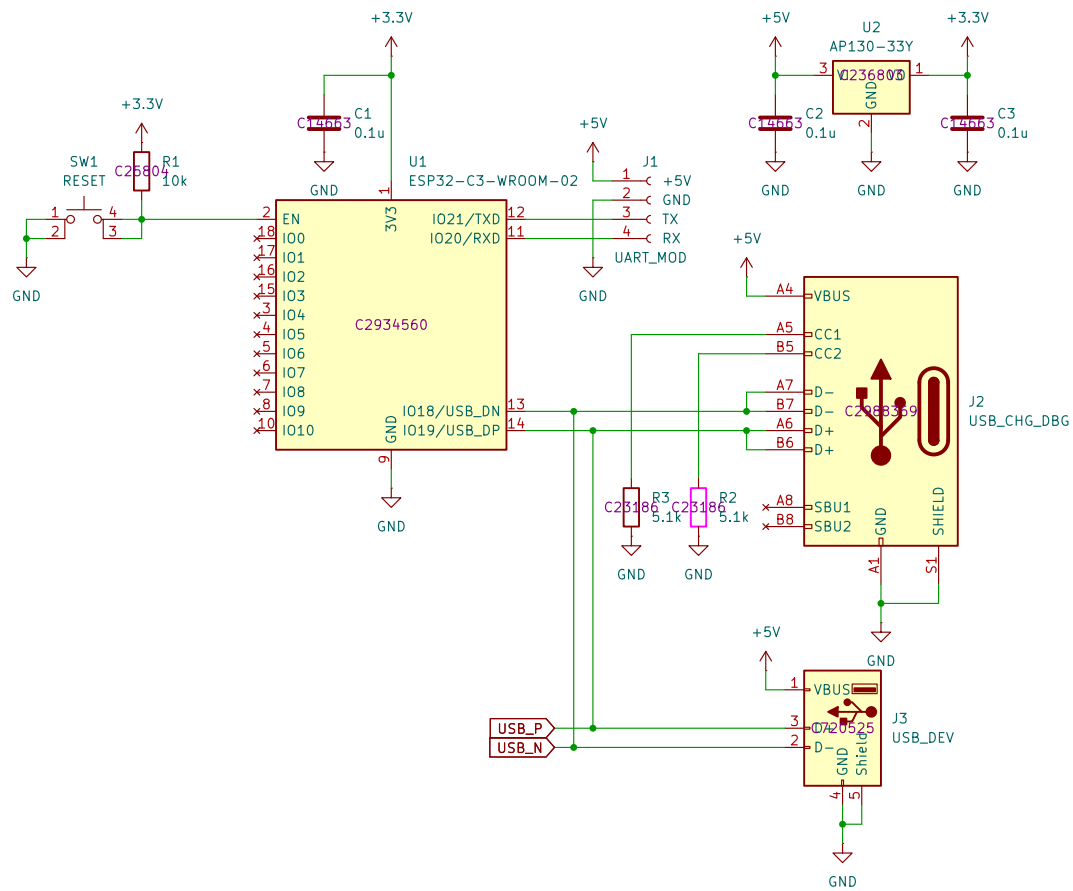 +3.3V
+5V
U2
AP130-33Y
+3.3V
3
VI
C236803
VO
1
GND
2
C14663
C2
0.1u
GND
GND
C14663
C3
0.1u
GND
C14663
C1
0.1u
GND
+3.3V
SW1
RESET
C25804
R1
10k
1
2
4
3
GND
U1
ESP32-C3-WROOM-02
1
3V3
2
EN
18
IO0
17
IO1
16
IO2
15
IO3
3
IO4
4
IO5
5
IO6
6
IO7
7
IO8
8
IO9
10
IO10
C2934560
IO21/TXD
12
IO20/RXD
11
IO18/USB_DN
13
IO19/USB_DP
14
GND
9
GND
+5V
J1
1
+5V
2
GND
3
TX
4
RX
UART_MOD
GND
+5V
A4
VBUS
A5
CC1
B5
CC2
A7
D-
B7
D-
A6
D+
B6
D+
A8
SBU1
B8
SBU2
C2988369
J2
USB_CHG_DBG
GND
SHIELD
A1
S1
GND
C23186
R3
5.1k
GND
C23186
R2
5.1k
GND
+5V
1
VBUS
3
D+
2
D-
C720525
J3
USB_DEV
GND
Shield
4
5
GND
USB_P
USB_N